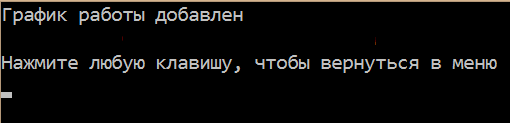 График работы добавлен
Нажмите любую клавишу, чтобы вернуться в меню